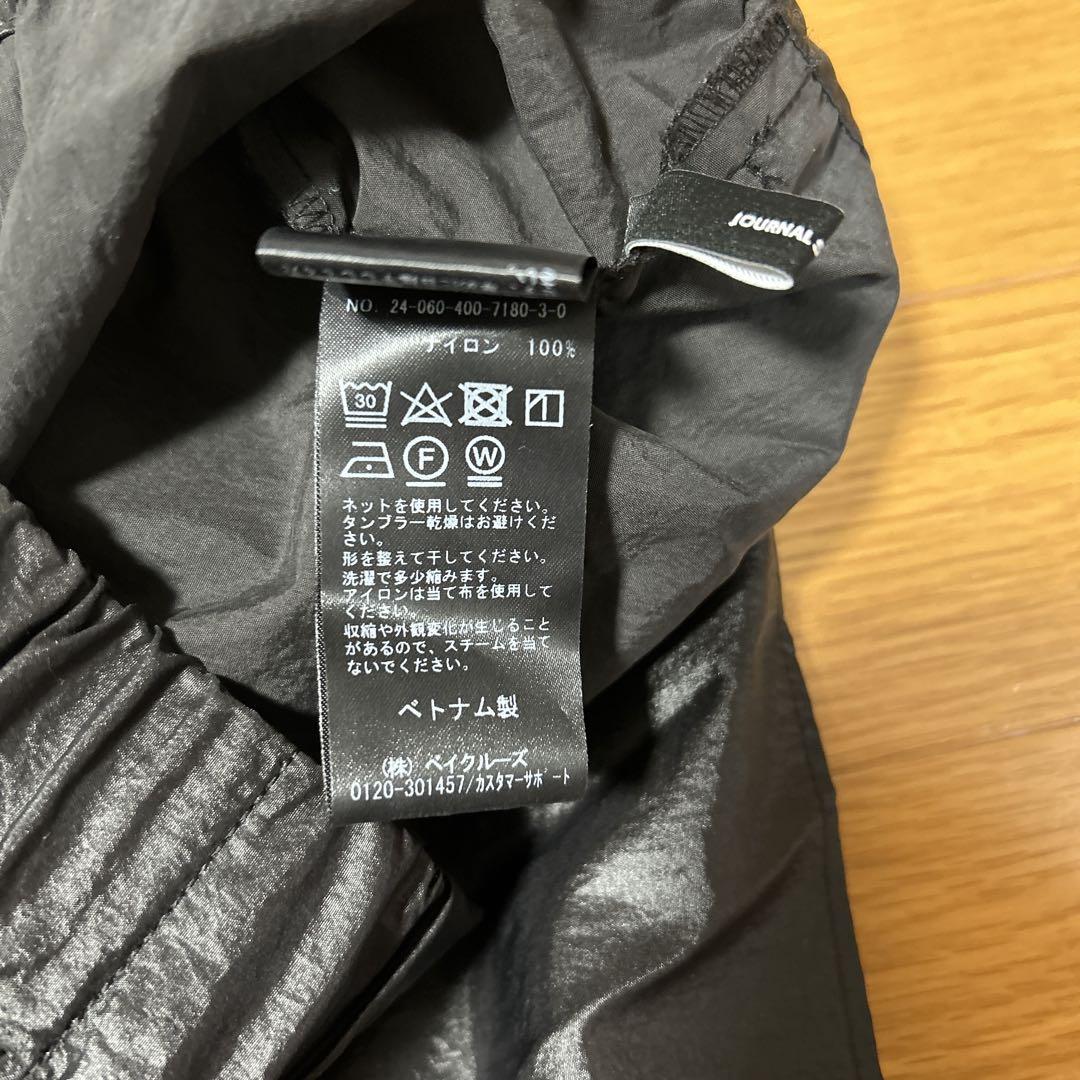 JOURNAL S
NO. 24-060-400-7180-3-0
ナイロン 100%
30
F
W
ネットを使用してください。
タンブラー乾燥はお避けくだ
さい。
形を整えて干してください。
洗濯で多少縮みます。
アイロンは当て布を使用して
ください。
収縮や外観変化が生じること
があるので、スチームを当て
ないでください。
ベトナム製
(株) ベイクルーズ
0120-301457/カスタマーサポート